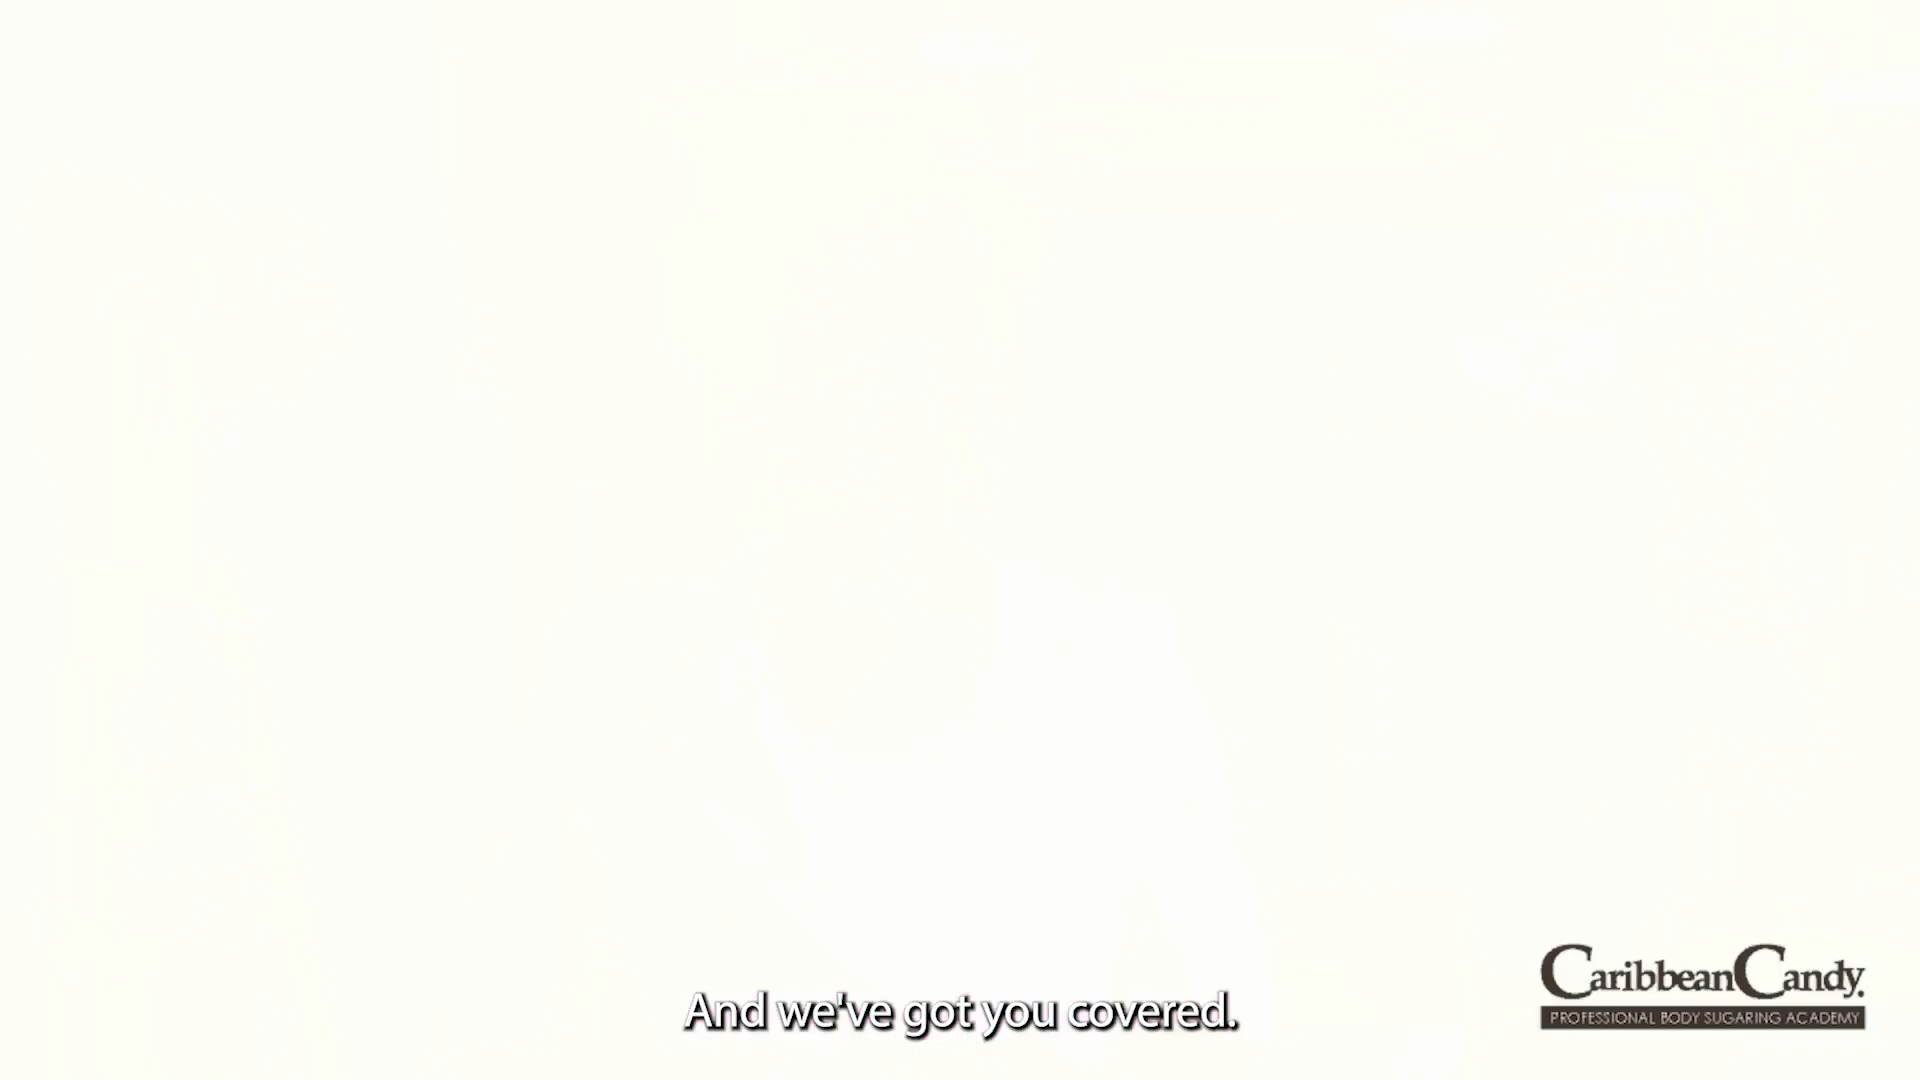 And we've got you covered.
CaribbeanCandy.
PROFESSIONAL BODY SUGARING ACADEMY